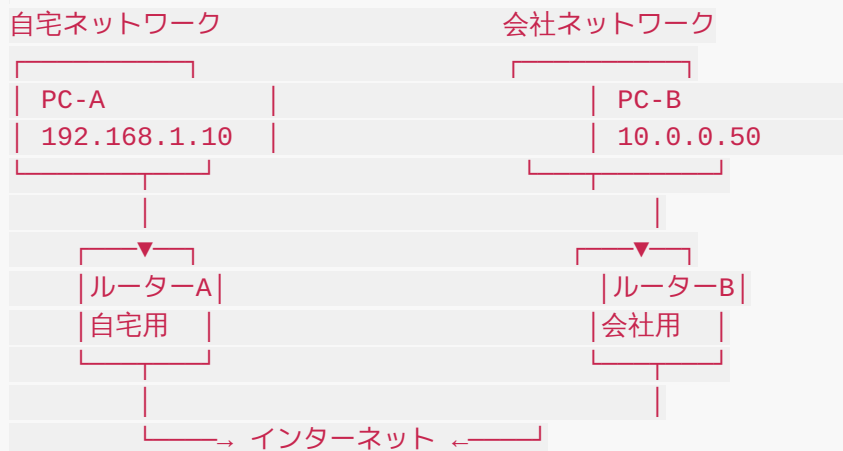 自宅ネットワーク 会社ネットワーク
PC-A PC-B
192.168.1.10 10.0.0.50
ルーターA ルーターB
自宅用 会社用
→ インターネット ←